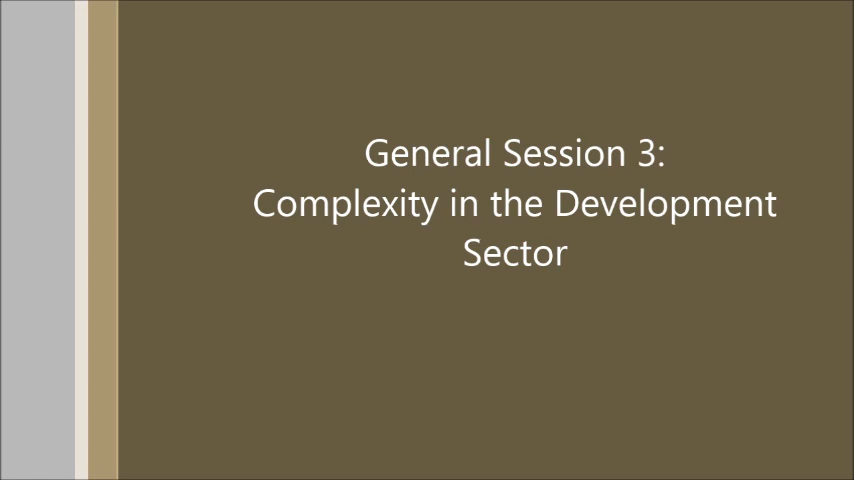 General Session 3:
Complexity in the Development
Sector